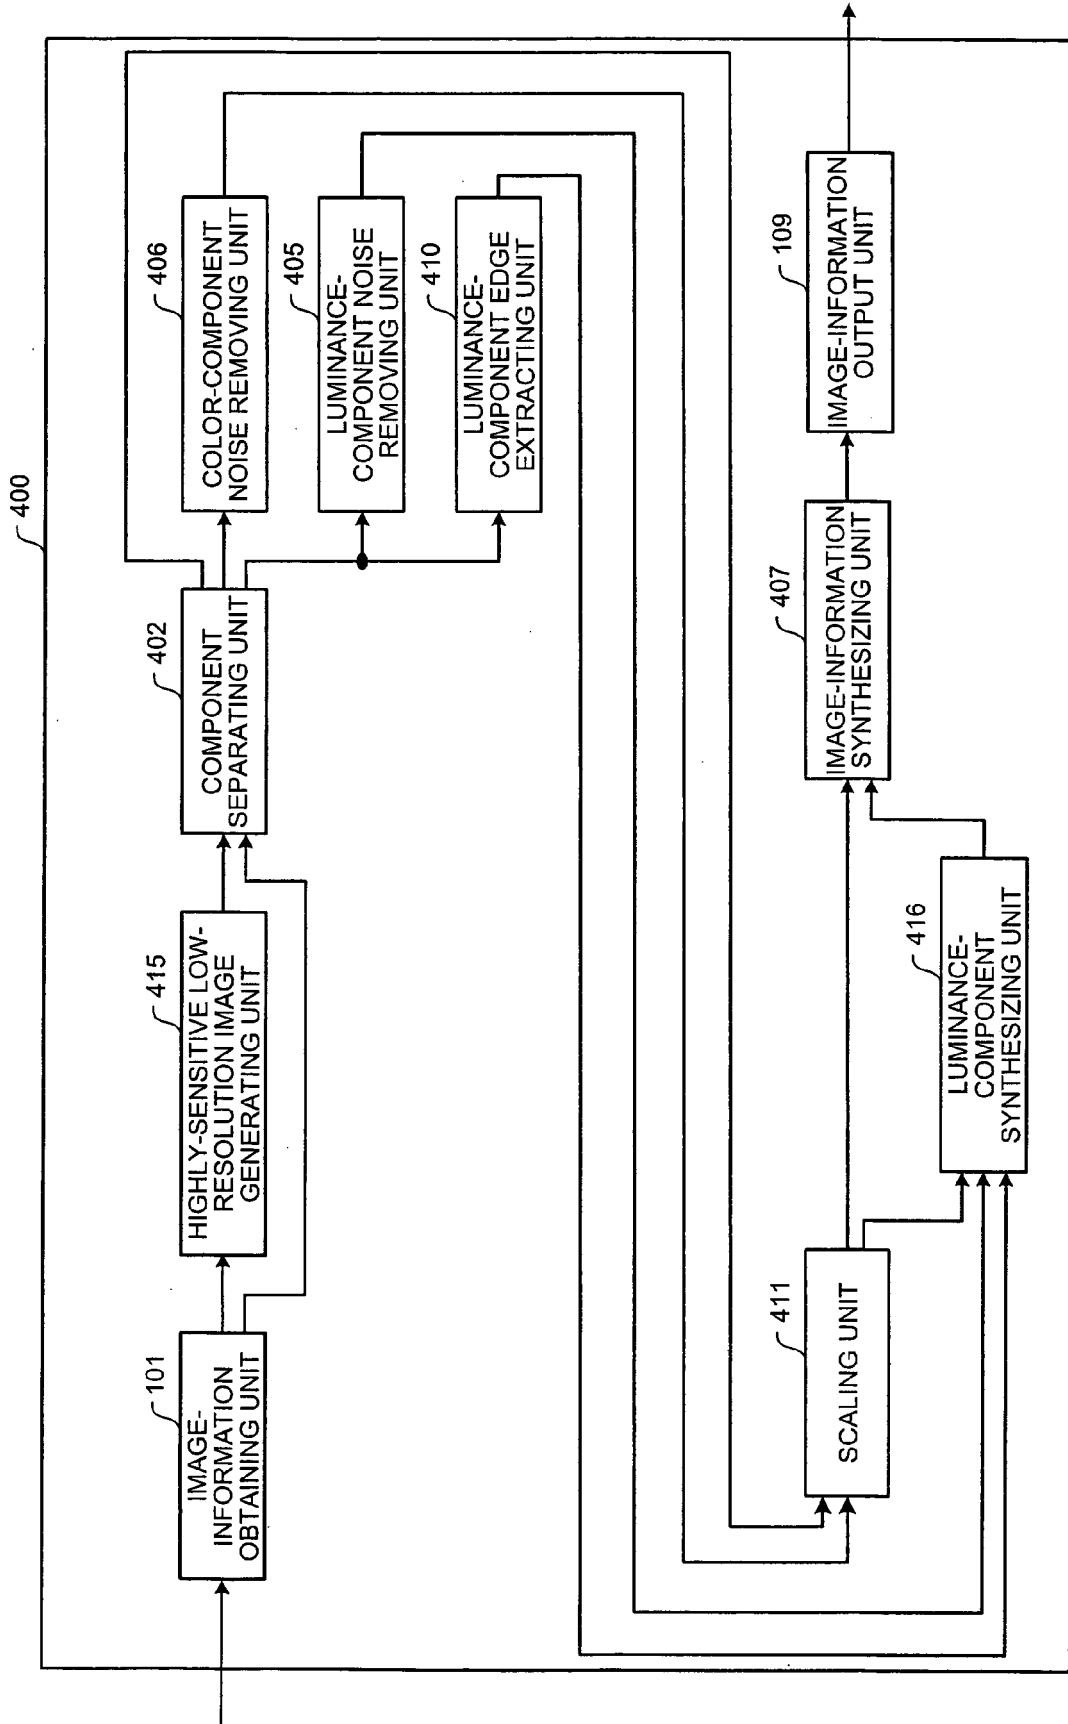 400
101
IMAGE-
INFORMATION
OBTAINING UNIT
415
HIGHLY-SENSITIVE LOW-
RESOLUTION IMAGE
GENERATING UNIT
402
COMPONENT
SEPARATING UNIT
406
COLOR-COMPONENT
NOISE REMOVING UNIT
405
LUMINANCE-
COMPONENT NOISE
REMOVING UNIT
410
LUMINANCE-
COMPONENT EDGE
EXTRACTING UNIT
411
SCALING UNIT
416
LUMINANCE-
COMPONENT
SYNTHESIZING UNIT
407
IMAGE-INFORMATION
SYNTHESIZING UNIT
109
IMAGE-INFORMATION
OUTPUT UNIT